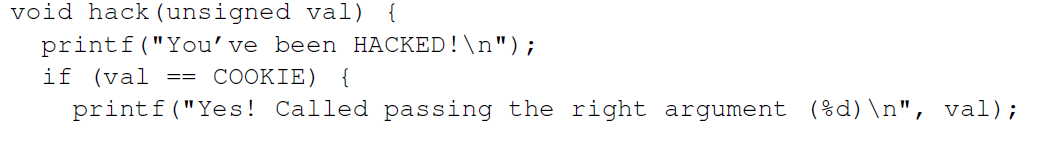 void hack(unsigned val) {
  printf("You’ve been HACKED!\n");
  if (val == COOKIE) {
    printf("Yes! Called passing the right argument (%d)\n", val);